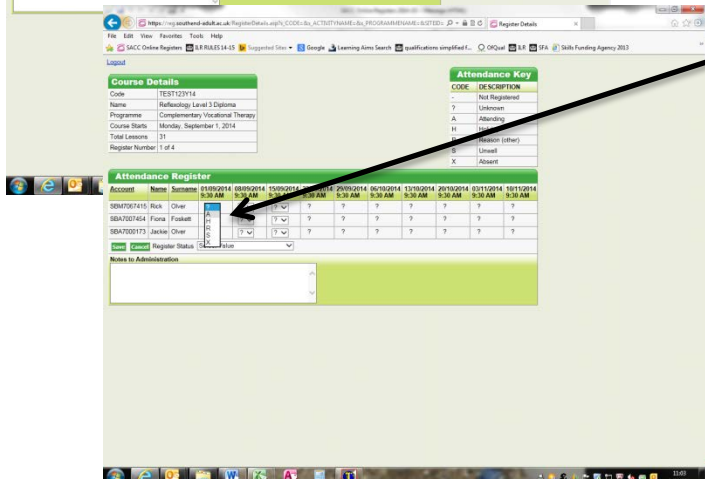 https://reg.southend-adult.ac.uk/RegisterDetails.asp
Register Details
File Edit View Favorites Tools Help
SACC Online Registers ILR RULES 14-15 Suggested Sites Google Learning Aims Search qualifications simplified f... OfQual ILR SFA Skills Funding Agency 2013
Logout
Course Details
Code TEST123Y14
Name Reflexology Level 3 Diploma
Programme Complementary Vocational Therapy
Course Starts Monday, September 1, 2014
Total Lessons 31
Register Number 1 of 4
Attendance Key
CODE DESCRIPTION
- Not Registered
? Unknown
A Attending
H
Reason (other)
S Unwell
X Absent
Attendance Register
Account Name Surname 01/09/2014 9:30 AM 08/09/2014 9:30 AM 15/09/2014 9:30 AM 9:30 AM 29/09/2014 9:30 AM 06/10/2014 9:30 AM 13/10/2014 9:30 AM 20/10/2014 9:30 AM 03/11/2014 9:30 AM 10/11/2014 9:30 AM
SBM7067415 Rick Olver ? ? ? ? ? ? ? ? ?
A
H
R
S
X
SBA7007454 Fiona Foskett ? ? ? ? ? ? ? ? ?
SBA7000173 Jackie Olver ? ? ? ? ? ? ? ? ?
Save Cancel Register Status
Notes to Administration
11:03